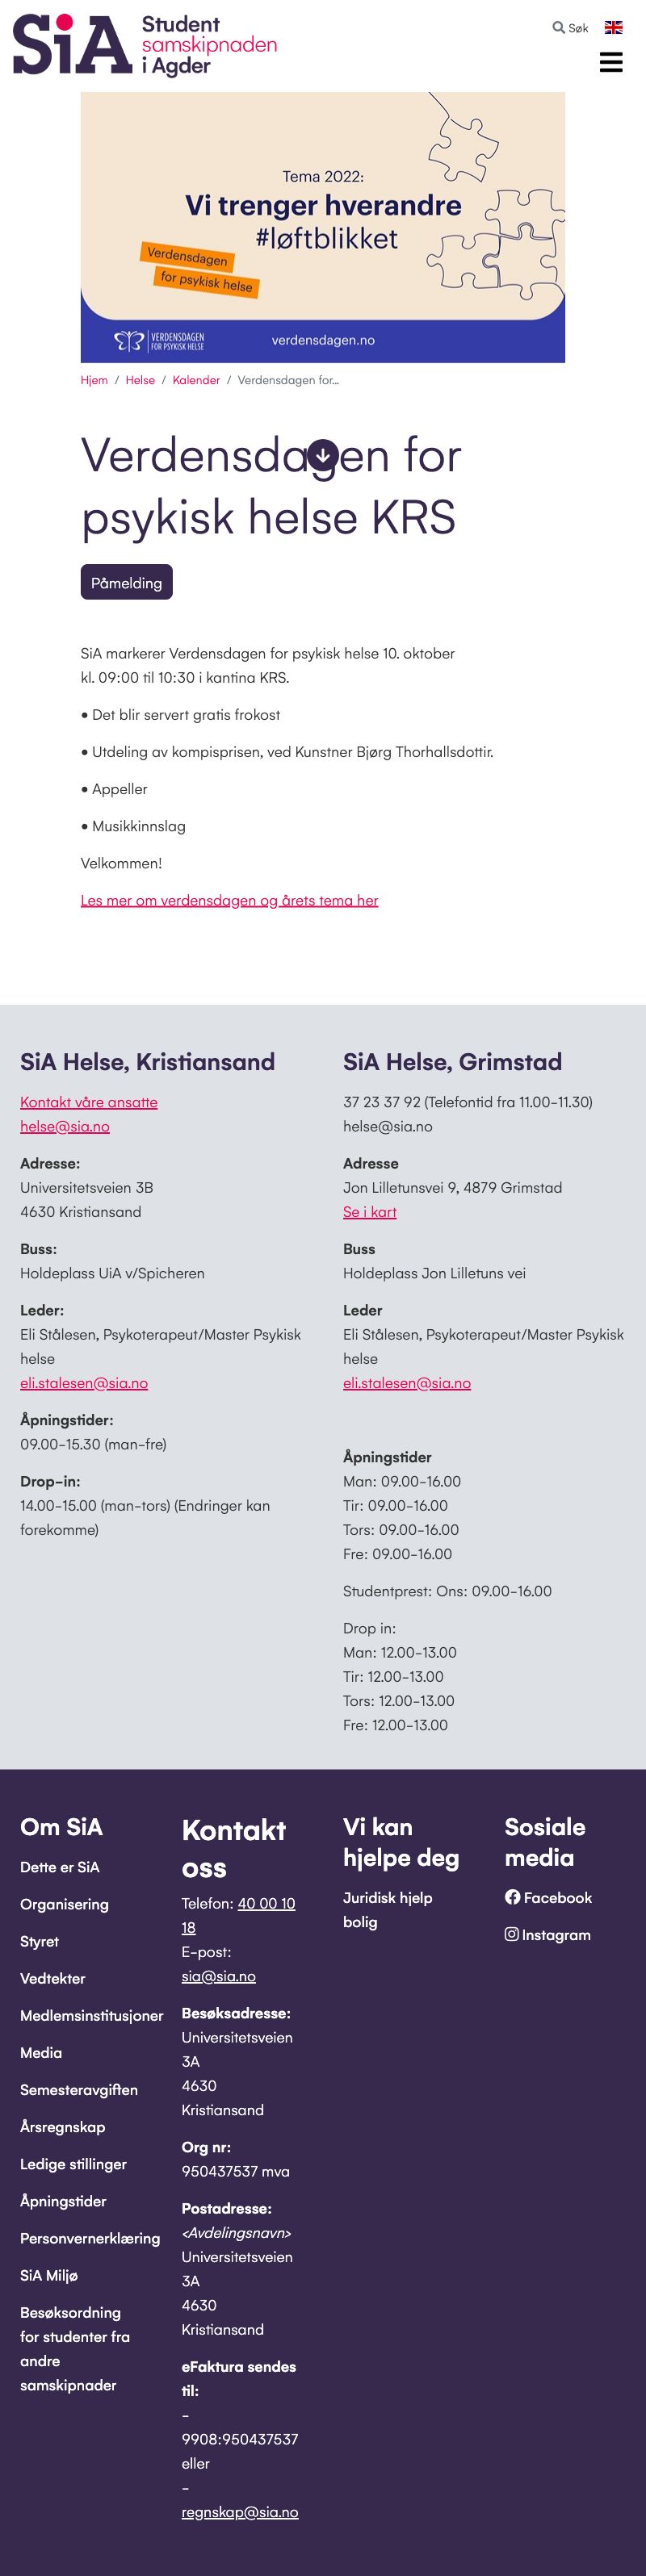 SiA Student
samskipnaden
i Agder
Søk
Tema 2022:
Vi trenger hverandre
#løftblikket
Verdensdagen
for psykisk helse
VERDENSDAGEN
FOR PSYKISK HELSE
verdensdagen.no
Hjem / Helse / Kalender / Verdensdagen for...
Verdensdagen for
psykisk helse KRS
Påmelding
SiA markerer Verdensdagen for psykisk helse 10. oktober
kl. 09:00 til 10:30 i kantina KRS.
• Det blir servert gratis frokost
• Utdeling av kompisprisen, ved Kunstner Bjørg Thorhallsdottir.
• Appeller
• Musikkinnslag
Velkommen!
Les mer om verdensdagen og årets tema her
SiA Helse, Kristiansand
Kontakt våre ansatte
helse@sia.no
Adresse:
Universitetsveien 3B
4630 Kristiansand
Buss:
Holdeplass UiA v/Spicheren
Leder:
Eli Stålesen, Psykoterapeut/Master Psykisk
helse
eli.stalesen@sia.no
Åpningstider:
09.00-15.30 (man-fre)
Drop-in:
14.00-15.00 (man-tors) (Endringer kan
forekomme)
SiA Helse, Grimstad
37 23 37 92 (Telefontid fra 11.00-11.30)
helse@sia.no
Adresse
Jon Lilletunsvei 9, 4879 Grimstad
Se i kart
Buss
Holdeplass Jon Lilletuns vei
Leder
Eli Stålesen, Psykoterapeut/Master Psykisk
helse
eli.stalesen@sia.no
Åpningstider
Man: 09.00-16.00
Tir: 09.00-16.00
Tors: 09.00-16.00
Fre: 09.00-16.00
Studentprest: Ons: 09.00-16.00
Drop in:
Man: 12.00-13.00
Tir: 12.00-13.00
Tors: 12.00-13.00
Fre: 12.00-13.00
Om SiA
Dette er SiA
Organisering
Styret
Vedtekter
Medlemsinstitusjoner
Media
Semesteravgiften
Årsregnskap
Ledige stillinger
Åpningstider
Personvernerklæring
SiA Miljø
Besøksordning
for studenter fra
andre
samskipnader
Kontakt
oss
Telefon: 40 00 10
18
E-post:
sia@sia.no
Besøksadresse:
Universitetsveien
3A
4630
Kristiansand
Org nr:
950437537 mva
Postadresse:
<Avdelingsnavn>
Universitetsveien
3A
4630
Kristiansand
eFaktura sendes
til:
-
9908:950437537
eller
-
regnskap@sia.no
Vi kan
hjelpe deg
Juridisk hjelp
bolig
Sosiale
media
Facebook
Instagram